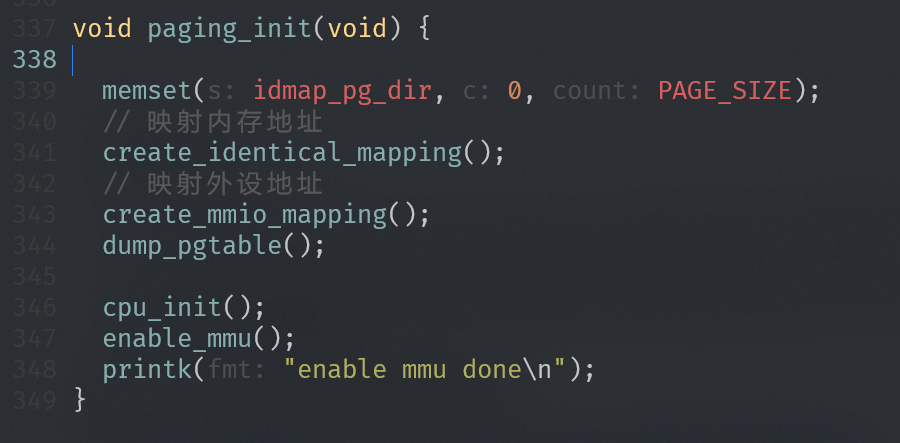 337 void paging_init(void) {
338
339 memset(s: idmap_pg_dir, c: 0, count: PAGE_SIZE);
340 // 映射内存地址
341 create_identical_mapping();
342 // 映射外设地址
343 create_mmio_mapping();
344 dump_pgtable();
345
346 cpu_init();
347 enable_mmu();
348 printk(fmt: "enable mmu done\n");
349 }